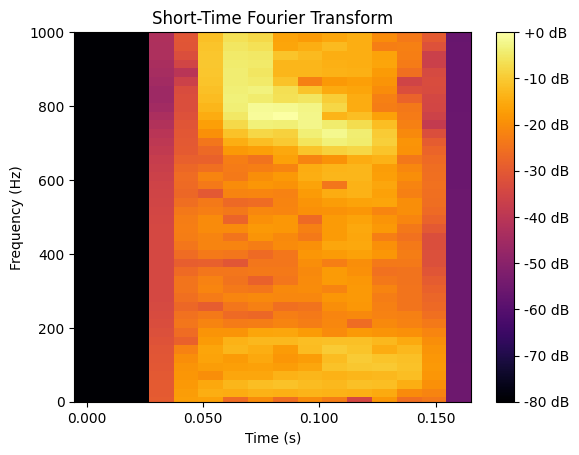 Short-Time Fourier Transform
1000
800
600
400
200
0
Frequency (Hz)
0.000
0.050
0.100
0.150
Time (s)
+0 dB
-10 dB
-20 dB
-30 dB
-40 dB
-50 dB
-60 dB
-70 dB
-80 dB